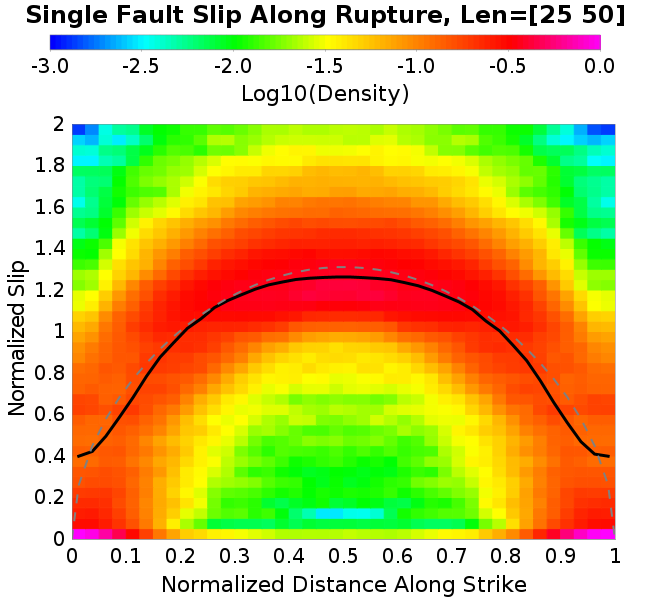 Single Fault Slip Along Rupture, Len=[25 50]
-3.0 -2.5 -2.0 -1.5 -1.0 -0.5 0.0
Log10(Density)
2
1.8
1.6
1.4
1.2
1
0.8
0.6
0.4
0.2
0
Normalized Slip
0 0.1 0.2 0.3 0.4 0.5 0.6 0.7 0.8 0.9 1
Normalized Distance Along Strike